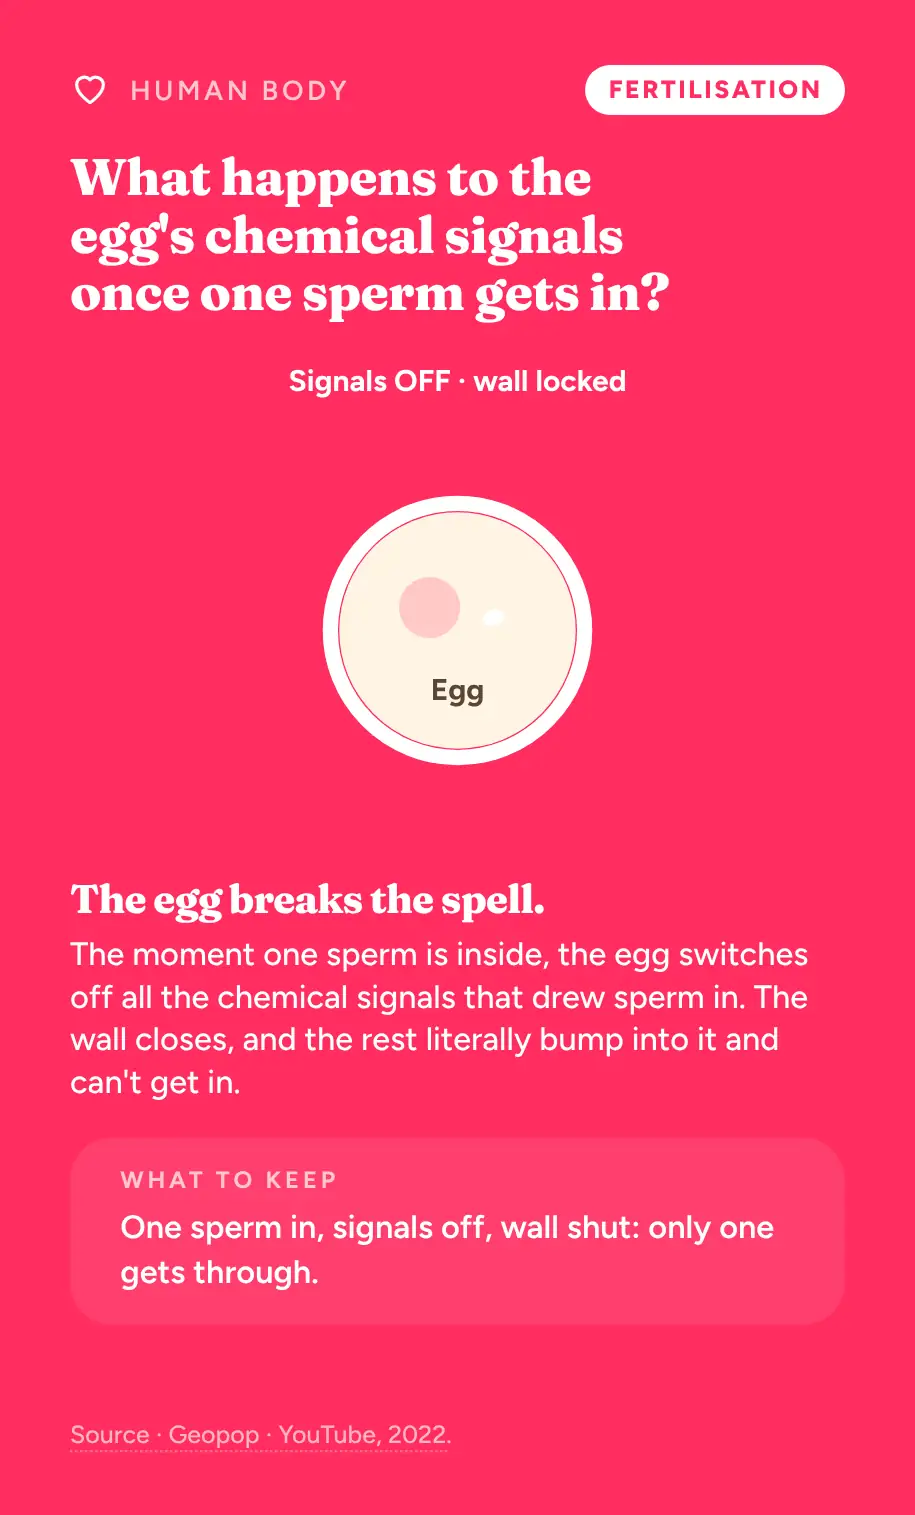 HUMAN BODY
FERTILISATION
What happens to the
egg's chemical signals
once one sperm gets in?
Signals OFF · wall locked
Egg
The egg breaks the spell.
The moment one sperm is inside, the egg switches
off all the chemical signals that drew sperm in. The
wall closes, and the rest literally bump into it and
can't get in.
WHAT TO KEEP
One sperm in, signals off, wall shut: only one
gets through.
Source · Geopop · YouTube, 2022.